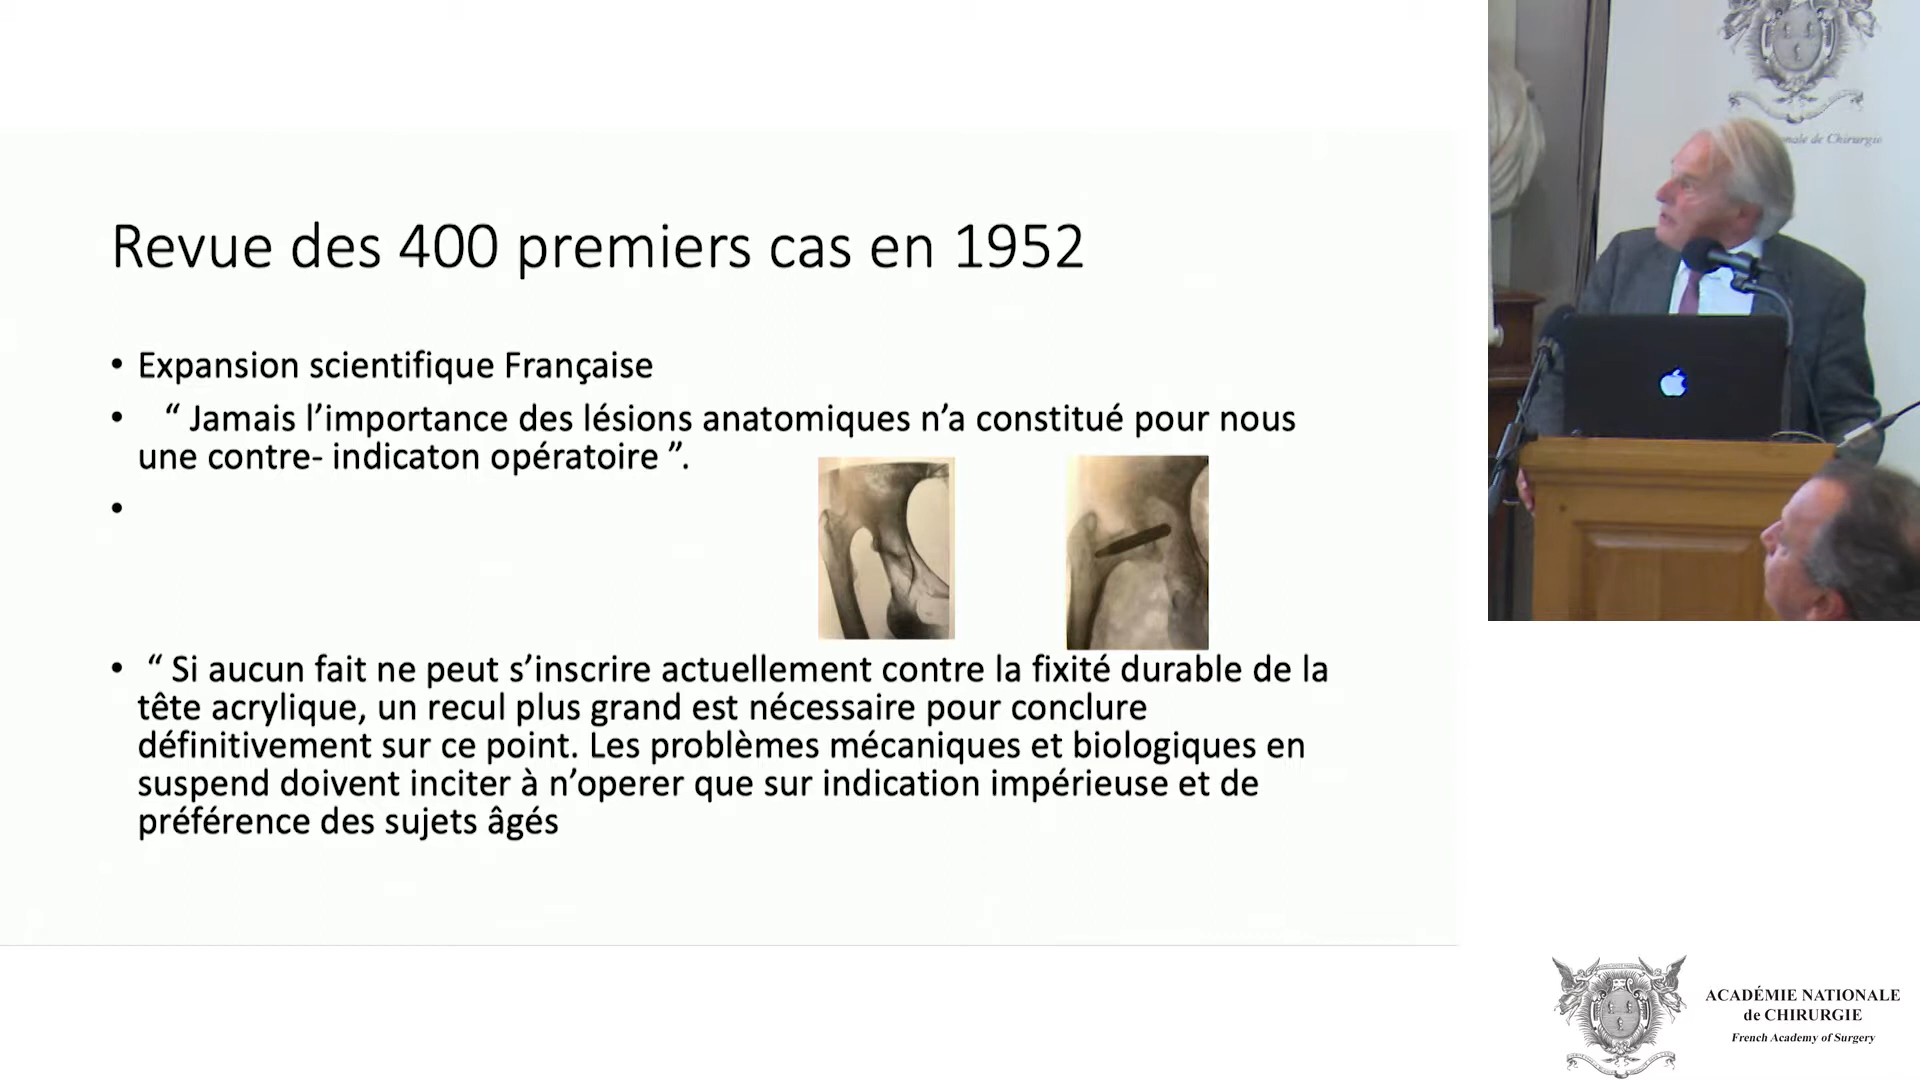 Revue des 400 premiers cas en 1952
• Expansion scientifique Française
• “ Jamais l’importance des lésions anatomiques n’a constitué pour nous
une contre- indicaton opératoire ”.
•
• “ Si aucun fait ne peut s’inscrire actuellement contre la fixité durable de la
tête acrylique, un recul plus grand est nécessaire pour conclure
définitivement sur ce point. Les problèmes mécaniques et biologiques en
suspend doivent inciter à n’operer que sur indication impérieuse et de
préférence des sujets âgés
de Chirurgie
ACADÉMIE NATIONALE
de CHIRURGIE
French Academy of Surgery